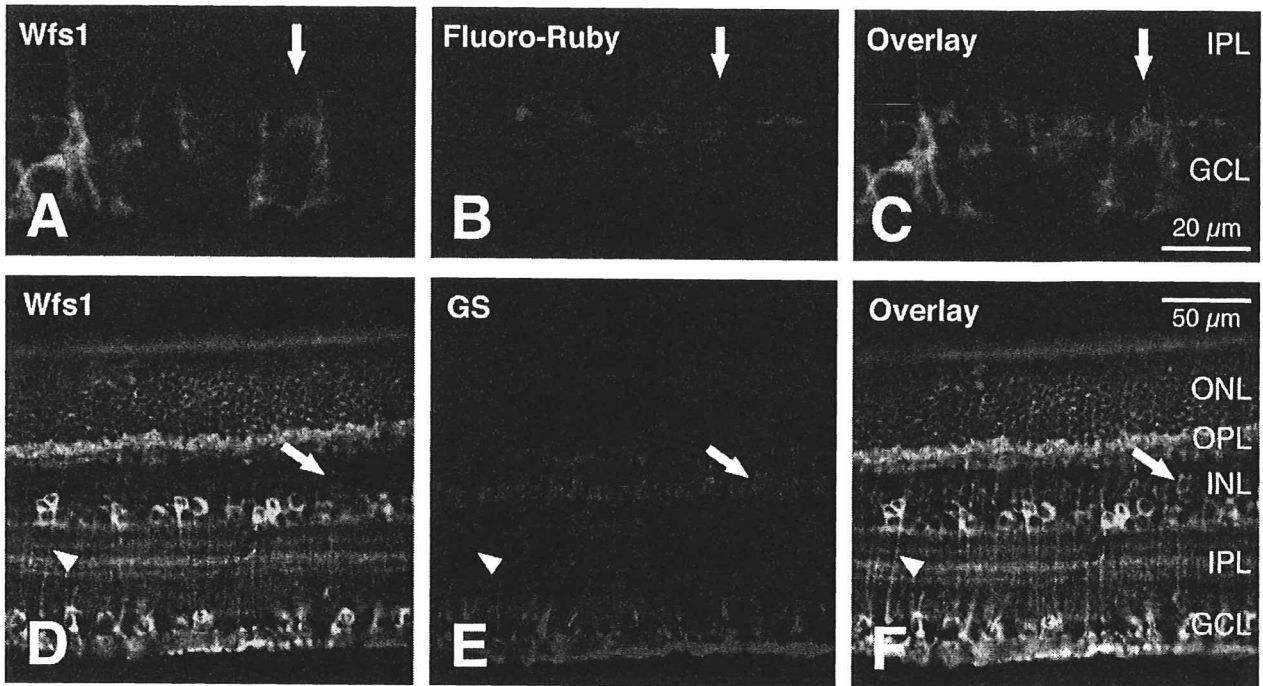 Wfs1
A
Fluoro-Ruby
B
Overlay
IPL
GCL
20 µm
C
Wfs1
D
GS
E
Overlay
50 µm
ONL
OPL
INL
IPL
GCL
F